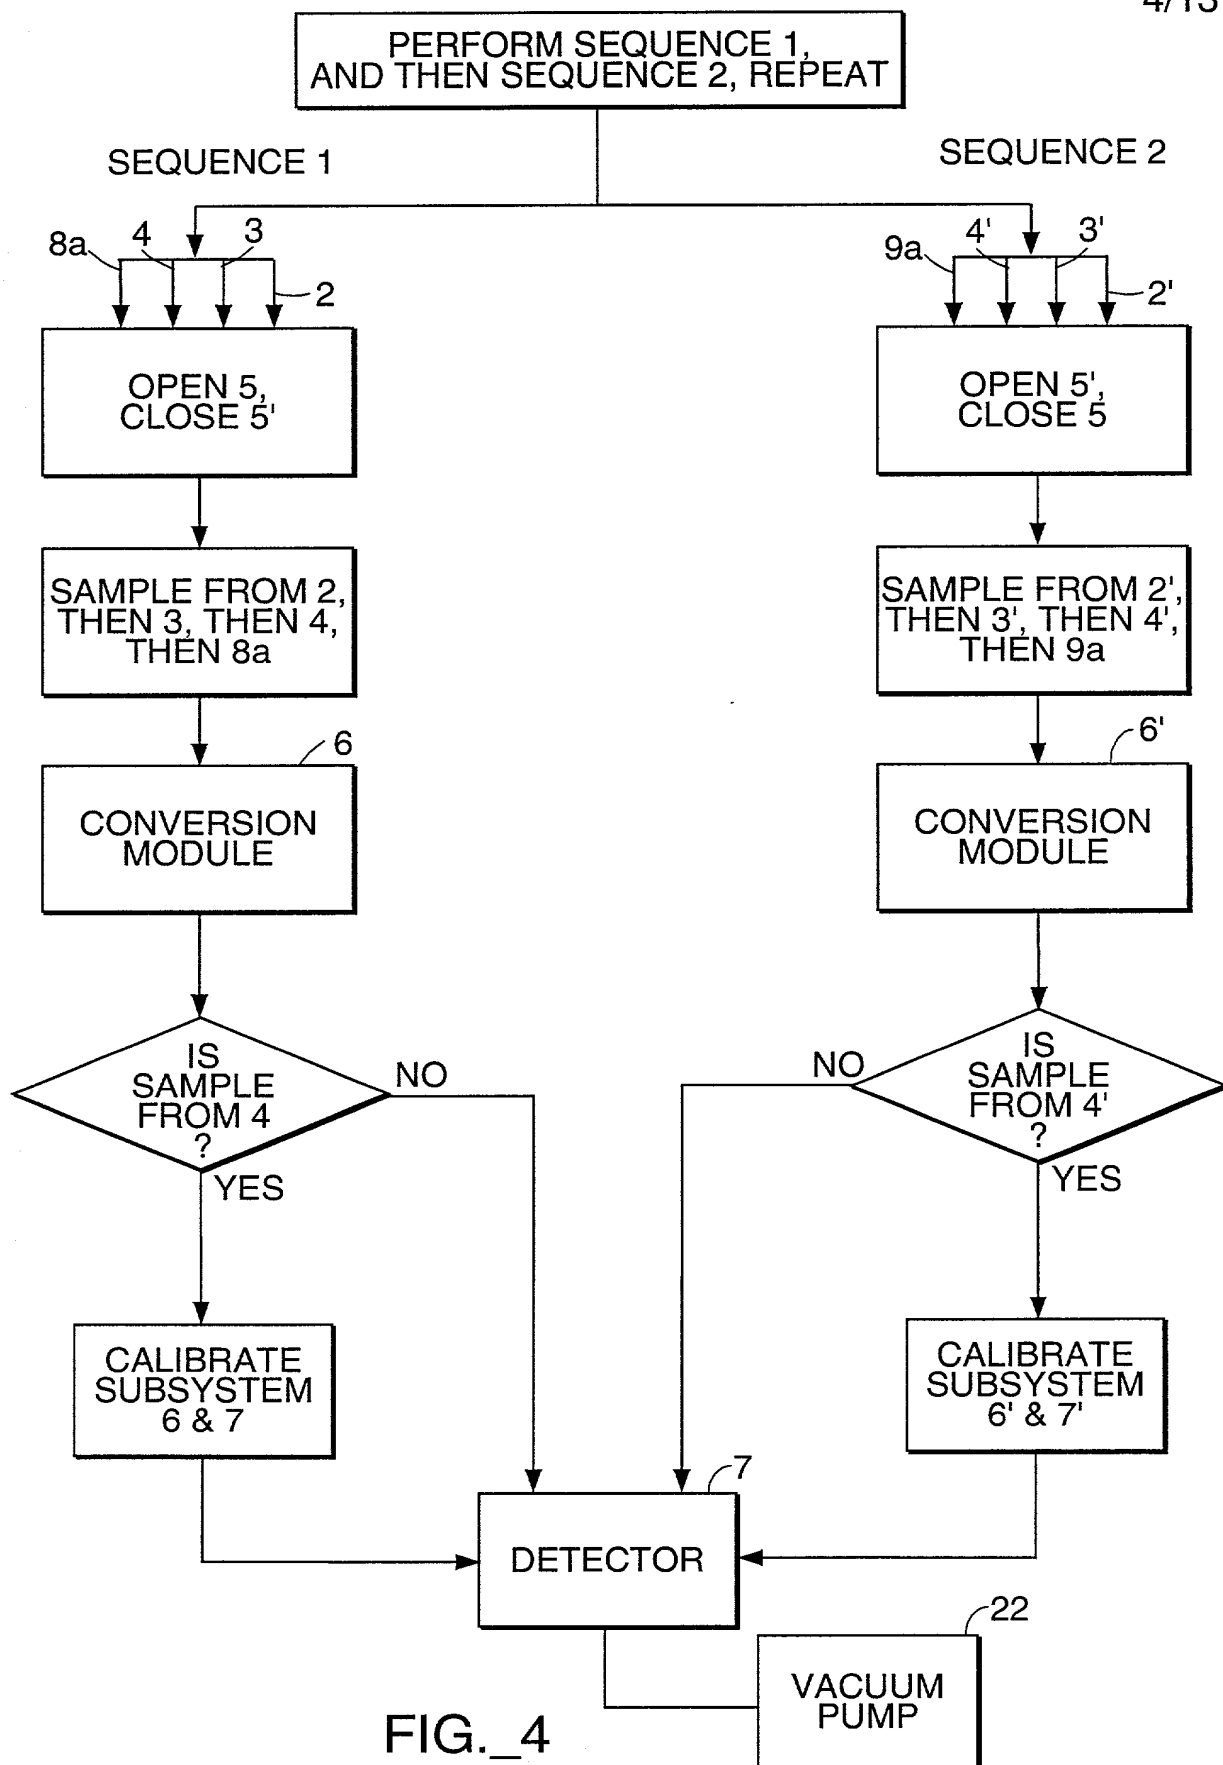 4/13
PERFORM SEQUENCE 1,
AND THEN SEQUENCE 2, REPEAT
SEQUENCE 1
SEQUENCE 2
8a
4
3
2
9a
4'
3'
2'
OPEN 5,
CLOSE 5'
OPEN 5',
CLOSE 5
SAMPLE FROM 2,
THEN 3, THEN 4,
THEN 8a
SAMPLE FROM 2',
THEN 3', THEN 4',
THEN 9a
6
6'
CONVERSION
MODULE
CONVERSION
MODULE
IS
SAMPLE
FROM 4
?
NO
YES
IS
SAMPLE
FROM 4'
?
NO
YES
CALIBRATE
SUBSYSTEM
6 & 7
CALIBRATE
SUBSYSTEM
6' & 7'
7
DETECTOR
22
VACUUM
PUMP
FIG._4